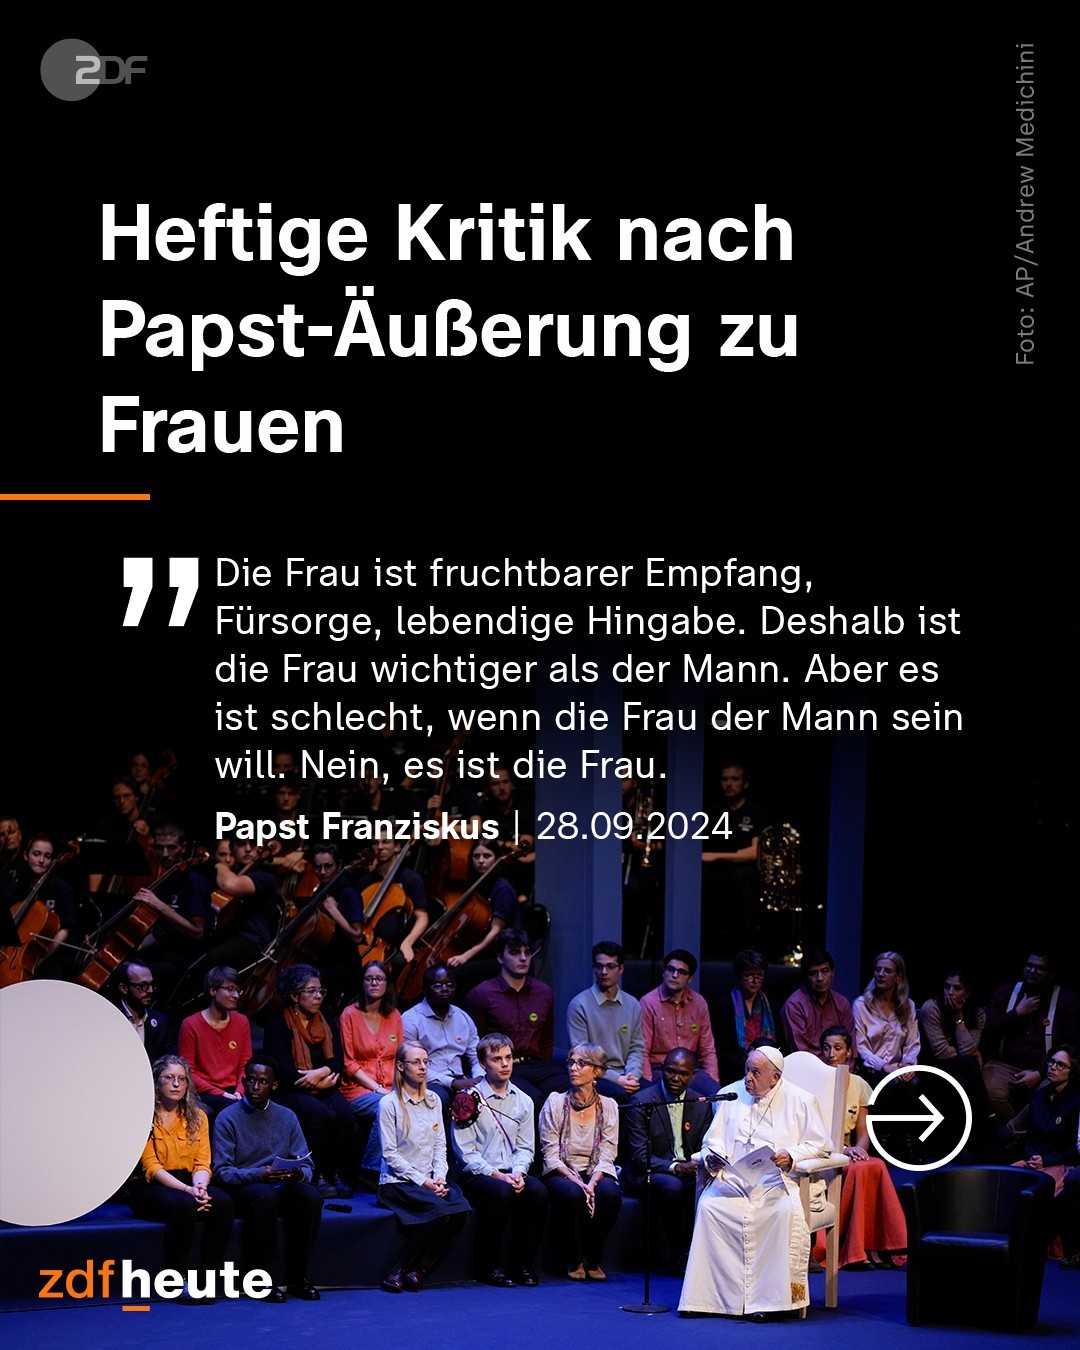 ZDF
Foto: AP/Andrew Medichini
Heftige Kritik nach
Papst-Äußerung zu
Frauen
” Die Frau ist fruchtbarer Empfang,
Fürsorge, lebendige Hingabe. Deshalb ist
die Frau wichtiger als der Mann. Aber es
ist schlecht, wenn die Frau der Mann sein
will. Nein, es ist die Frau.
Papst Franziskus | 28.09.2024
zdfheute